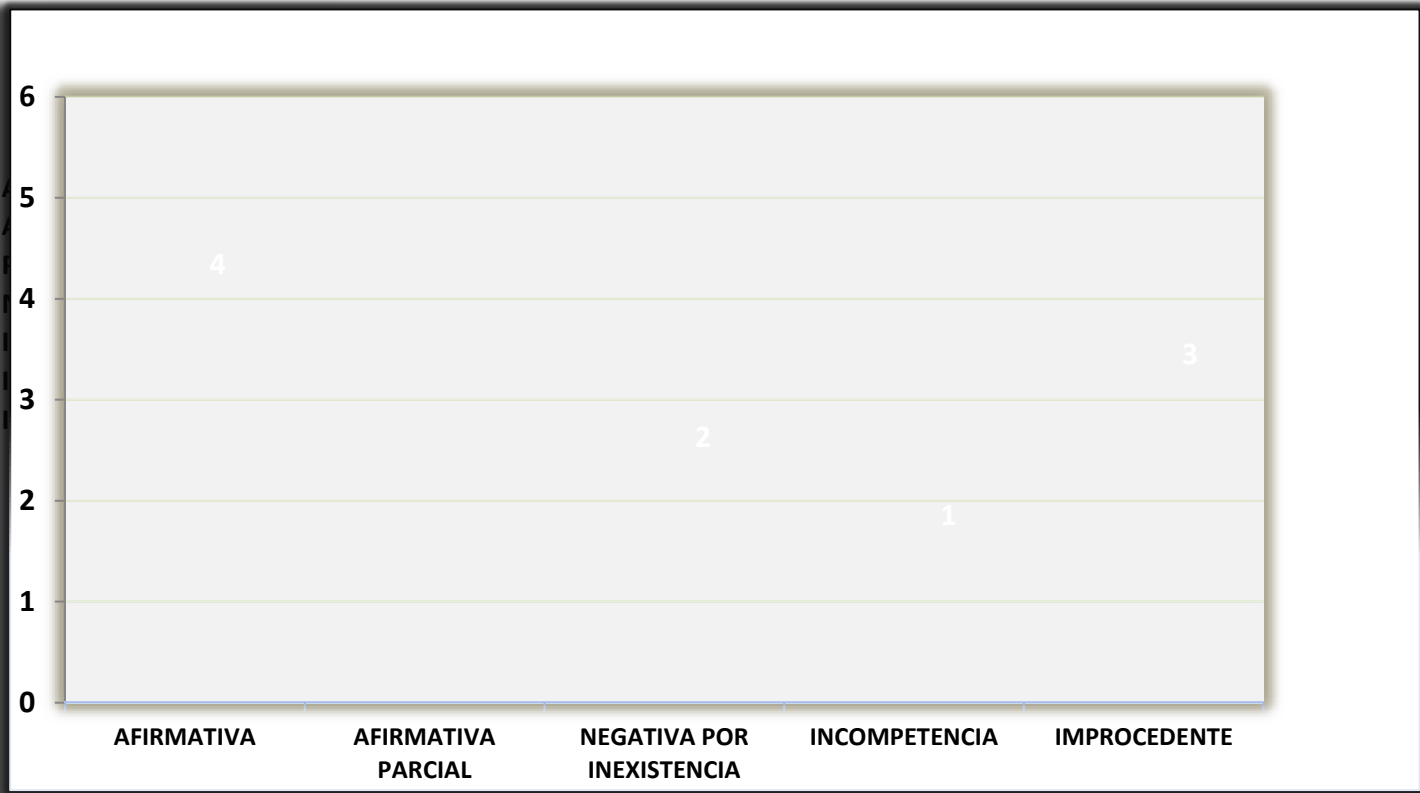 6
5
4
4
3
3
2
2
1
1
0
AFIRMATIVA
AFIRMATIVA
PARCIAL
NEGATIVA POR
INEXISTENCIA
INCOMPETENCIA
IMPROCEDENTE